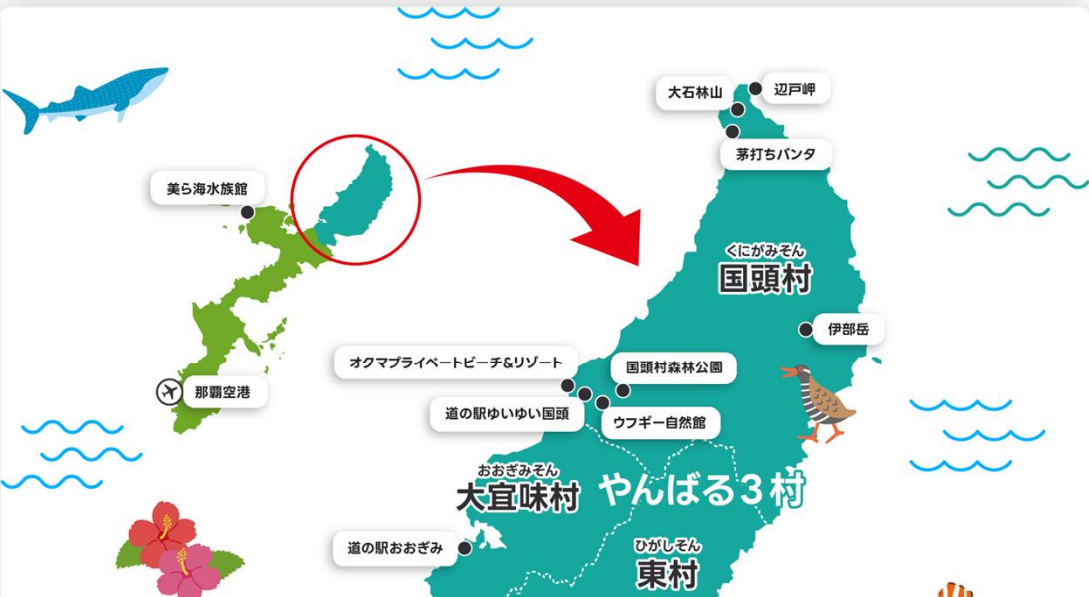 大石林山
辺戸岬
茅打ちバンタ
美ら海水族館
くにがみそん
国頭村
伊部岳
オクマプライベートビーチ&リゾート
国頭村森林公園
那覇空港
道の駅ゆいゆい国頭
ウフギー自然館
おおぎみそん
大宜味村
やんばる3村
道の駅おおぎみ
ひがしそん
東村